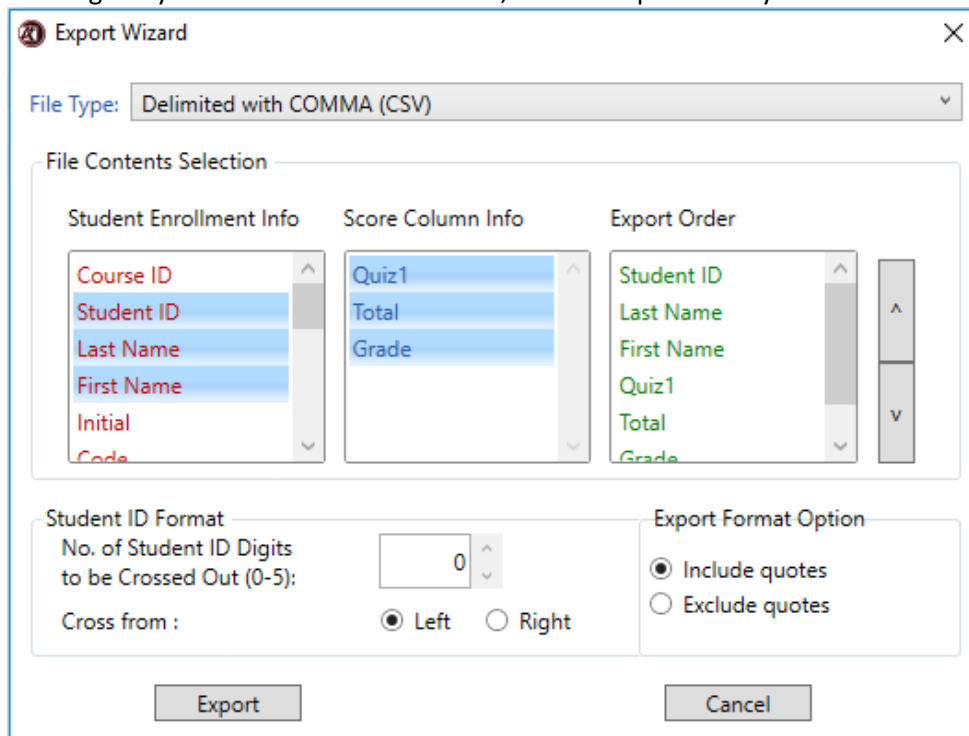 Export Wizard
File Type: Delimited with COMMA (CSV)
File Contents Selection
Student Enrollment Info
Score Column Info
Export Order
Course ID
Student ID
Last Name
First Name
Initial
Code
Quiz1
Total
Grade
Student ID
Last Name
First Name
Quiz1
Total
Grade
Student ID Format
No. of Student ID Digits
to be Crossed Out (0-5):
0
Cross from :
Left
Right
Export Format Option
Include quotes
Exclude quotes
Export
Cancel